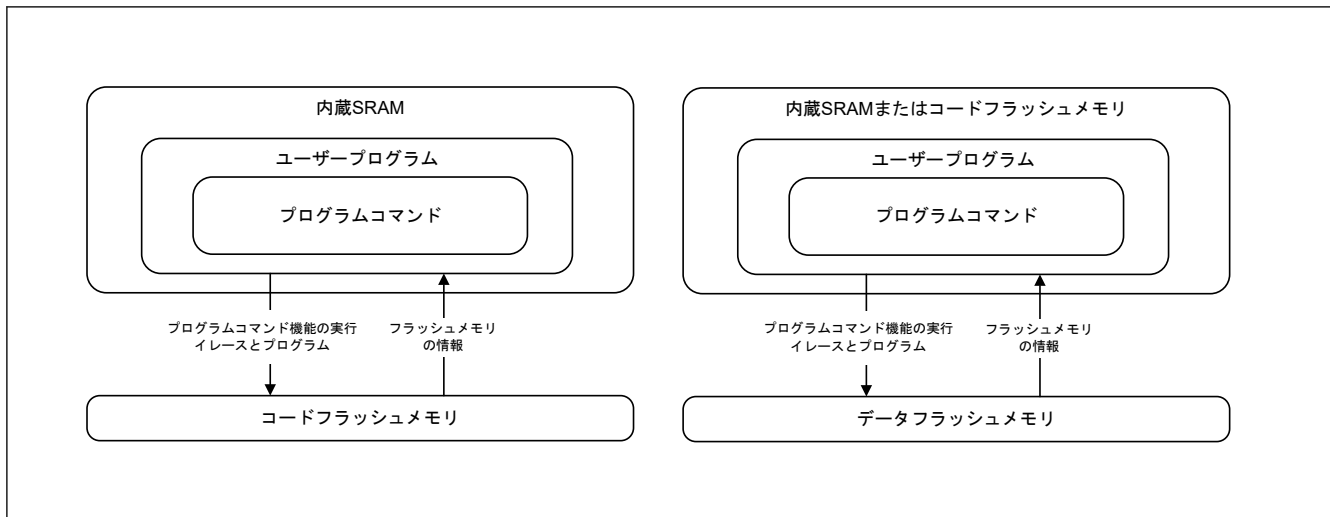 内蔵SRAM
ユーザープログラム
プログラムコマンド
プログラムコマンド機能の実行
イレースとプログラム
フラッシュメモリ
の情報
コードフラッシュメモリ
内蔵SRAMまたはコードフラッシュメモリ
ユーザープログラム
プログラムコマンド
プログラムコマンド機能の実行
イレースとプログラム
フラッシュメモリ
の情報
データフラッシュメモリ